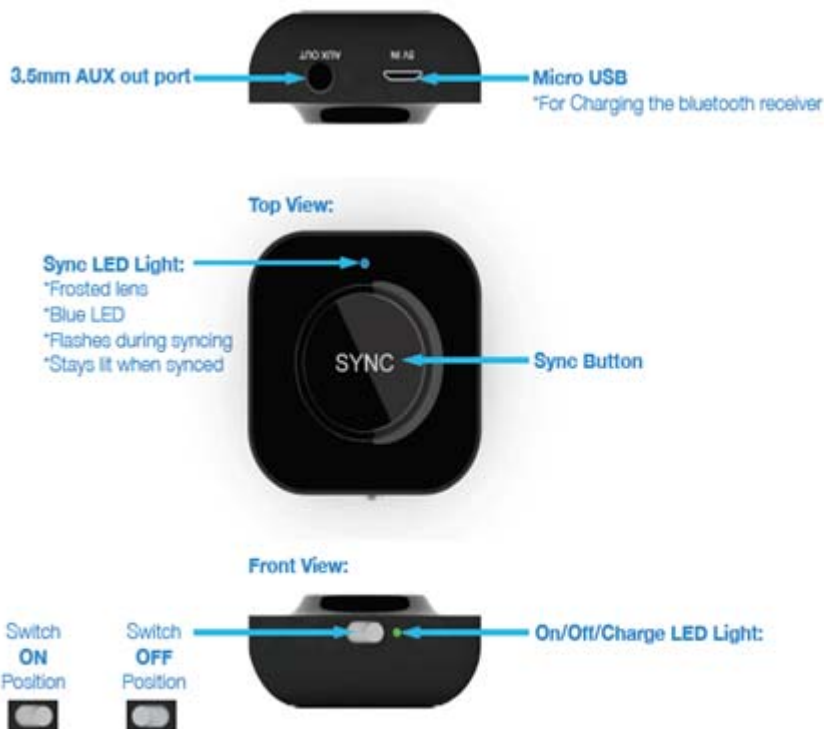 AUX OUT
5V IN
3.5mm AUX out port
Micro USB
*For Charging the bluetooth receiver
Top View:
Sync LED Light:
*Frosted lens
*Blue LED
*Flashes during syncing
*Stays lit when synced
SYNC
Sync Button
Front View:
Switch
ON
Position
Switch
OFF
Position
On/Off/Charge LED Light: